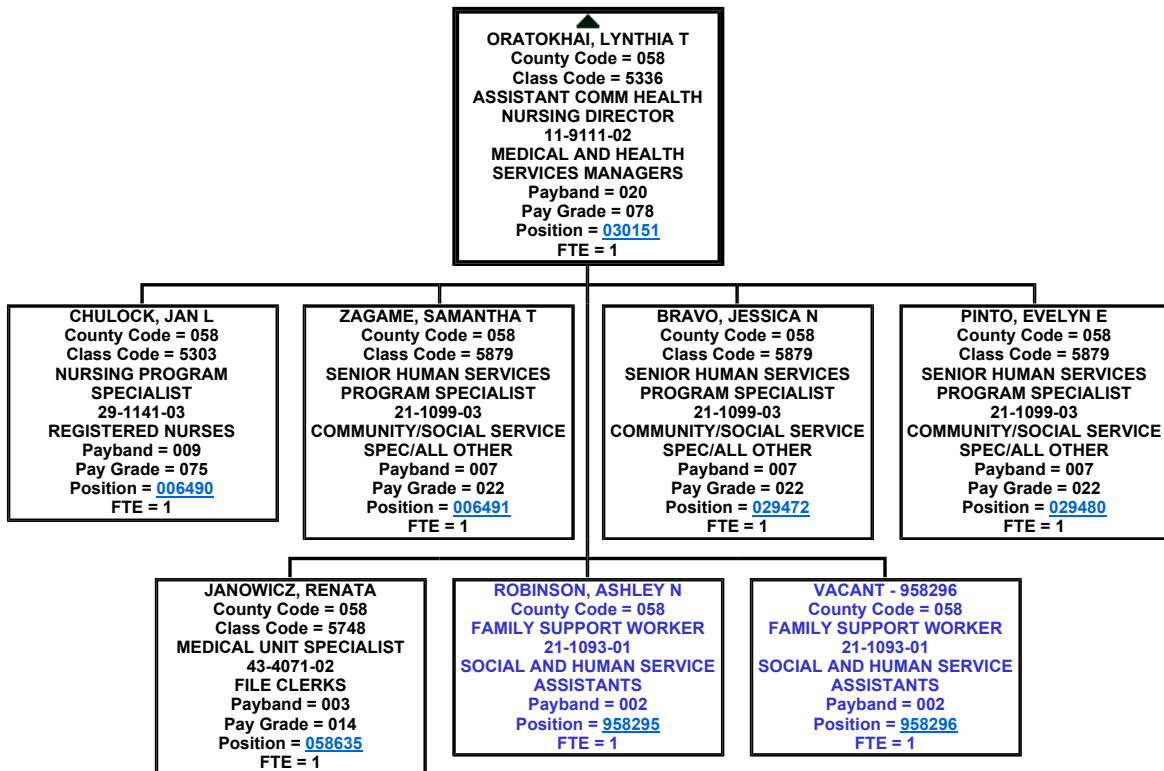 ORATOKHAI, LYNTHIA T
County Code = 058
Class Code = 5336
ASSISTANT COMM HEALTH
NURSING DIRECTOR
11-9111-02
MEDICAL AND HEALTH
SERVICES MANAGERS
Payband = 020
Pay Grade = 078
Position = 030151
FTE = 1
CHULOCK, JAN L
County Code = 058
Class Code = 5303
NURSING PROGRAM
SPECIALIST
29-1141-03
REGISTERED NURSES
Payband = 009
Pay Grade = 075
Position = 006490
FTE = 1
ZAGAME, SAMANTHA T
County Code = 058
Class Code = 5879
SENIOR HUMAN SERVICES
PROGRAM SPECIALIST
21-1099-03
COMMUNITY/SOCIAL SERVICE
SPEC/ALL OTHER
Payband = 007
Pay Grade = 022
Position = 006491
FTE = 1
BRAVO, JESSICA N
County Code = 058
Class Code = 5879
SENIOR HUMAN SERVICES
PROGRAM SPECIALIST
21-1099-03
COMMUNITY/SOCIAL SERVICE
SPEC/ALL OTHER
Payband = 007
Pay Grade = 022
Position = 029472
FTE = 1
PINTO, EVELYN E
County Code = 058
Class Code = 5879
SENIOR HUMAN SERVICES
PROGRAM SPECIALIST
21-1099-03
COMMUNITY/SOCIAL SERVICE
SPEC/ALL OTHER
Payband = 007
Pay Grade = 022
Position = 029480
FTE = 1
JANOWICZ, RENATA
County Code = 058
Class Code = 5748
MEDICAL UNIT SPECIALIST
43-4071-02
FILE CLERKS
Payband = 003
Pay Grade = 014
Position = 058635
FTE = 1
ROBINSON, ASHLEY N
County Code = 058
FAMILY SUPPORT WORKER
21-1093-01
SOCIAL AND HUMAN SERVICE
ASSISTANTS
Payband = 002
Position = 958295
FTE = 1
VACANT - 958296
County Code = 058
FAMILY SUPPORT WORKER
21-1093-01
SOCIAL AND HUMAN SERVICE
ASSISTANTS
Payband = 002
Position = 958296
FTE = 1